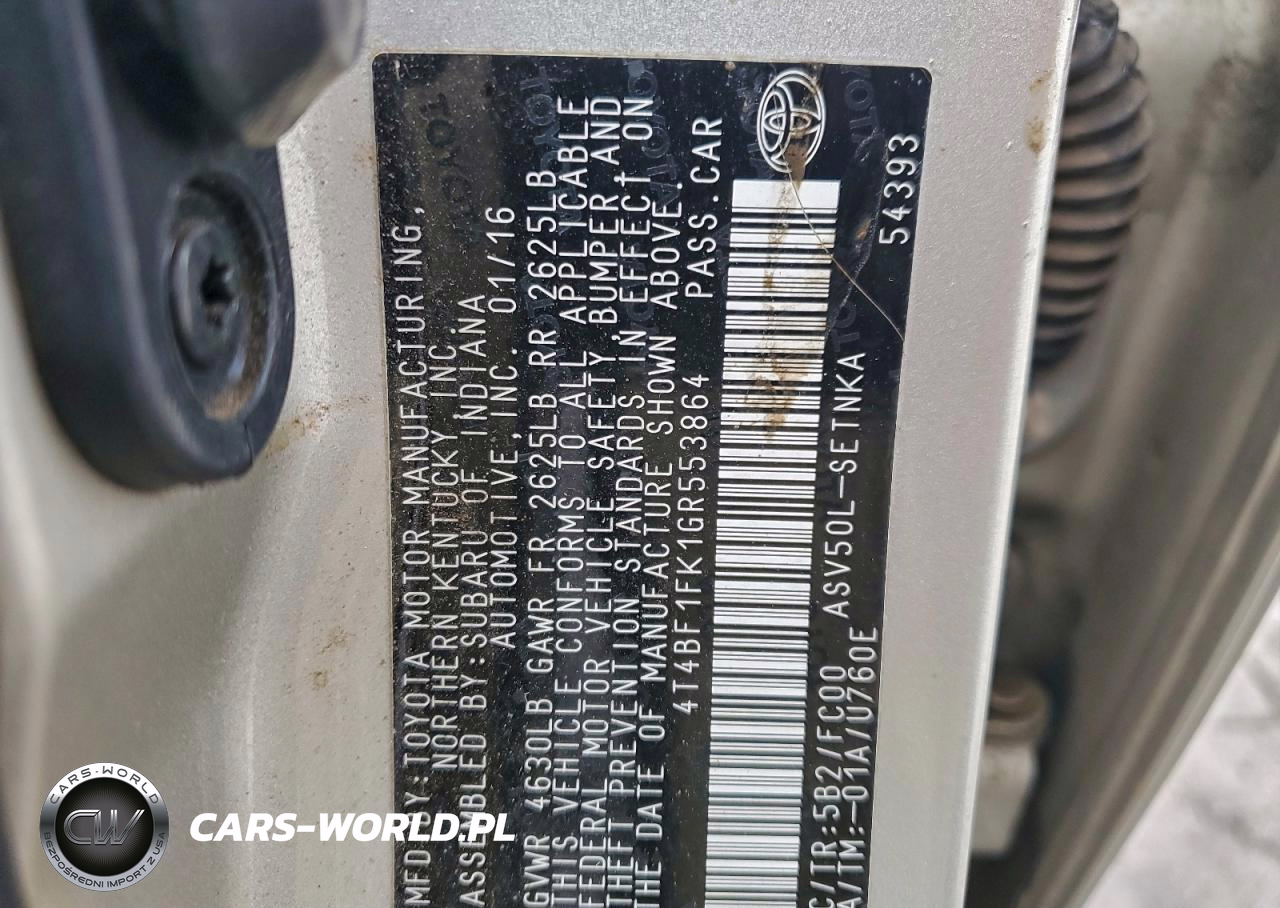 MFD BY: TOYOTA MOTOR MANUFACTURING,
NORTHERN KENTUCKY INC.
ASSEMBLED BY: SUBARU OF INDIANA
AUTOMOTIVE, INC. 01/16
GVWR 4630LB GAWR FR 2625LB RR 2625LB
THIS VEHICLE CONFORMS TO ALL APPLICABLE
FEDERAL MOTOR VEHICLE SAFETY, BUMPER, AND
THEFT PREVENTION STANDARDS IN EFFECT ON
THE DATE OF MANUFACTURE SHOWN ABOVE.
4T4BF1FK1GR553864 PASS.CAR
C/TR:5B2/FC00 ASV50L-SETNKA 54393
A/TM:-01A/U760E
CARS-WORLD
CW
BEZPOŚREDNI IMPORT Z USA
CARS-WORLD.PL